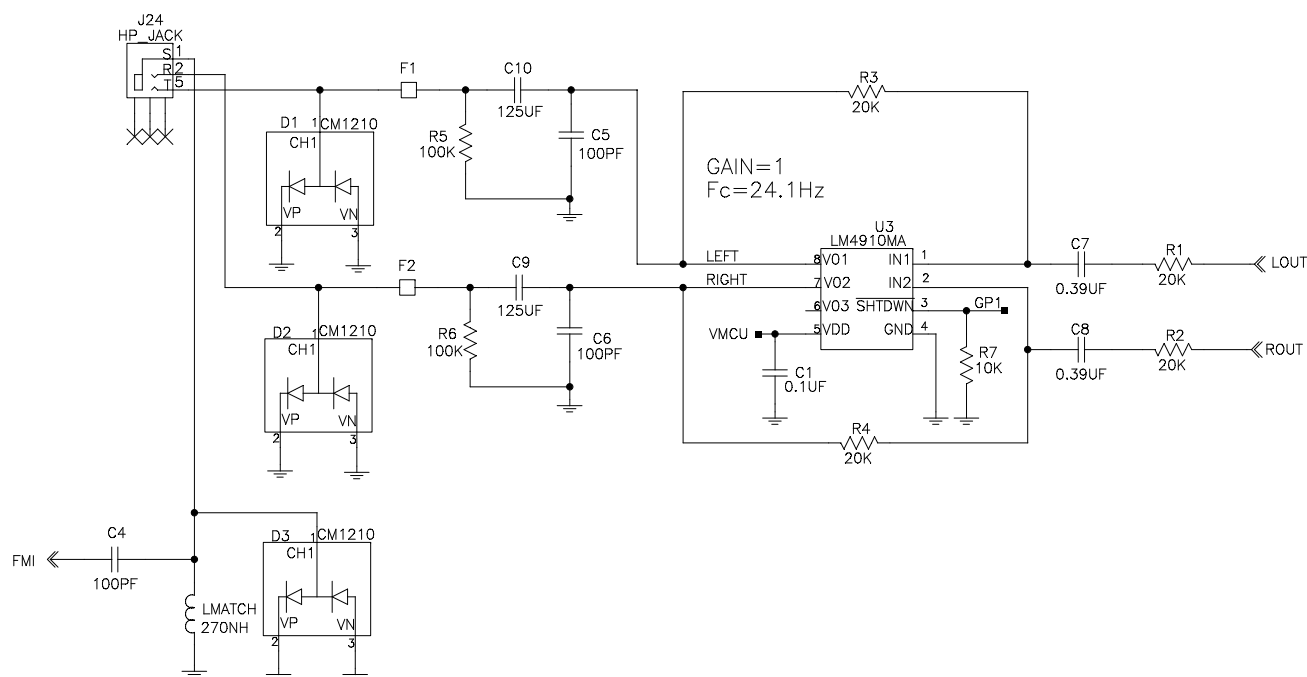 J24
HP_JACK
S 1
R 2
T 5
F1
C10
125UF
R3
20K
D1 1 CM1210
CH1
R5
100K
C5
100PF
GAIN=1
Fc=24.1Hz
VP VN
2 3
U3
LM4910MA
LEFT 8 VO1 IN1 1
C7
0.39UF
R1
20K
LOUT
F2
C9
125UF
RIGHT 7 VO2 IN2 2
6 VO3 SHTDWN 3 GP1
VMCU 5 VDD GND 4
D2 1 CM1210
CH1
R6
100K
C6
100PF
C8
0.39UF
R2
20K
ROUT
C1
0.1UF
R7
10K
VP VN
2 3
R4
20K
D3 1 CM1210
CH1
C4
100PF
FMI
LMATCH
270NH
VP VN
2 3